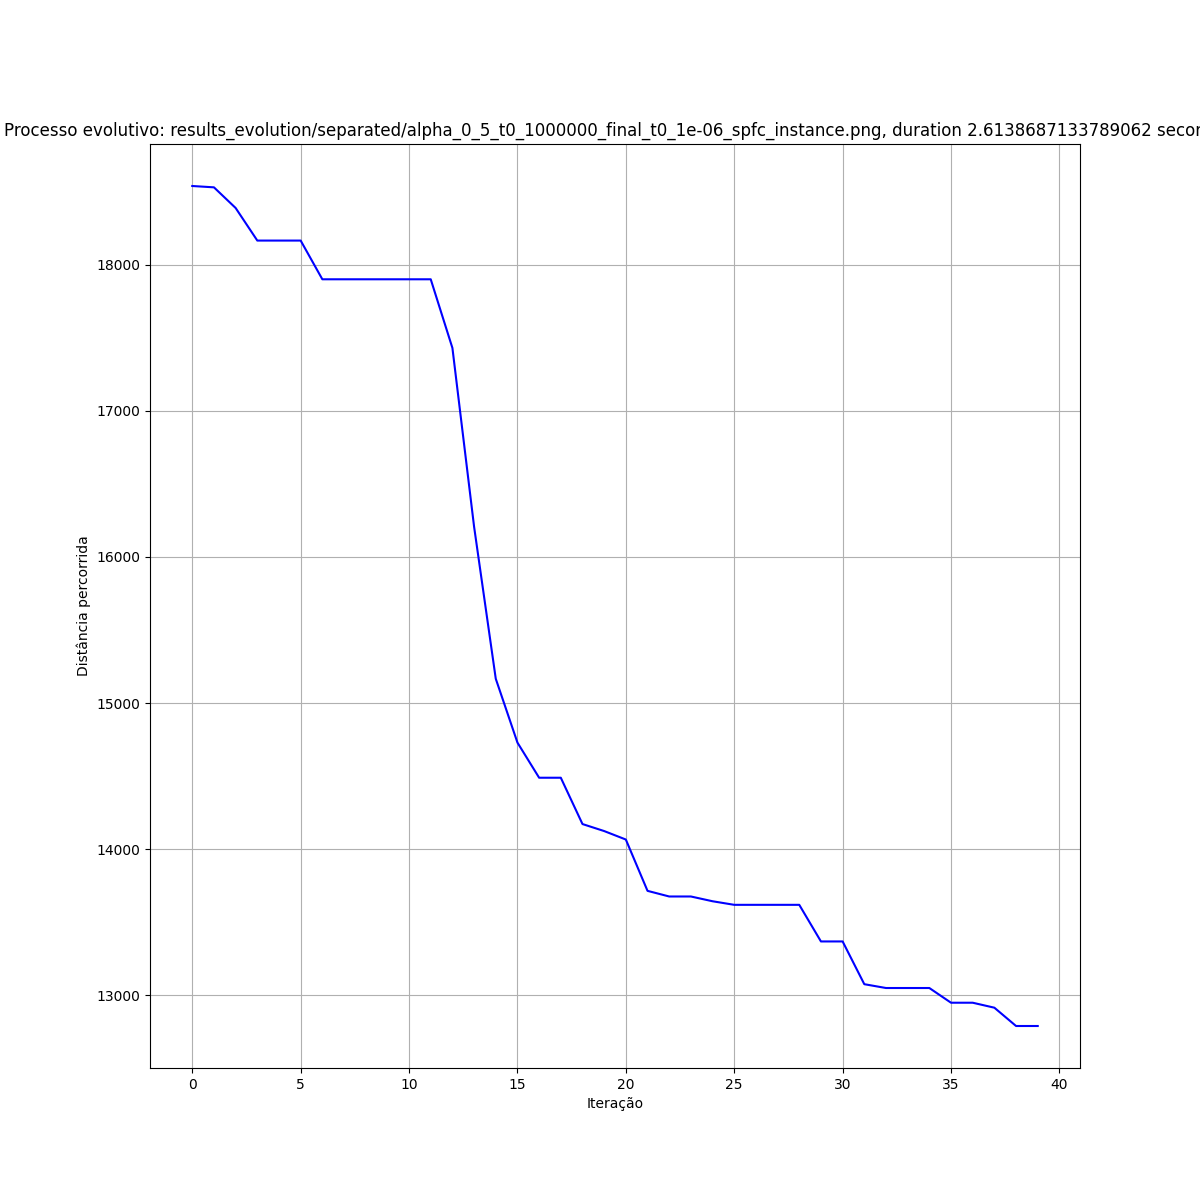 Processo evolutivo: results_evolution/separated/alpha_0_5_t0_1000000_final_t0_1e-06_spfc_instance.png, duration 2.6138687133789062
18000
17000
16000
15000
14000
13000
Distância percorrida
0 5 10 15 20 25 30 35 40
Iteração